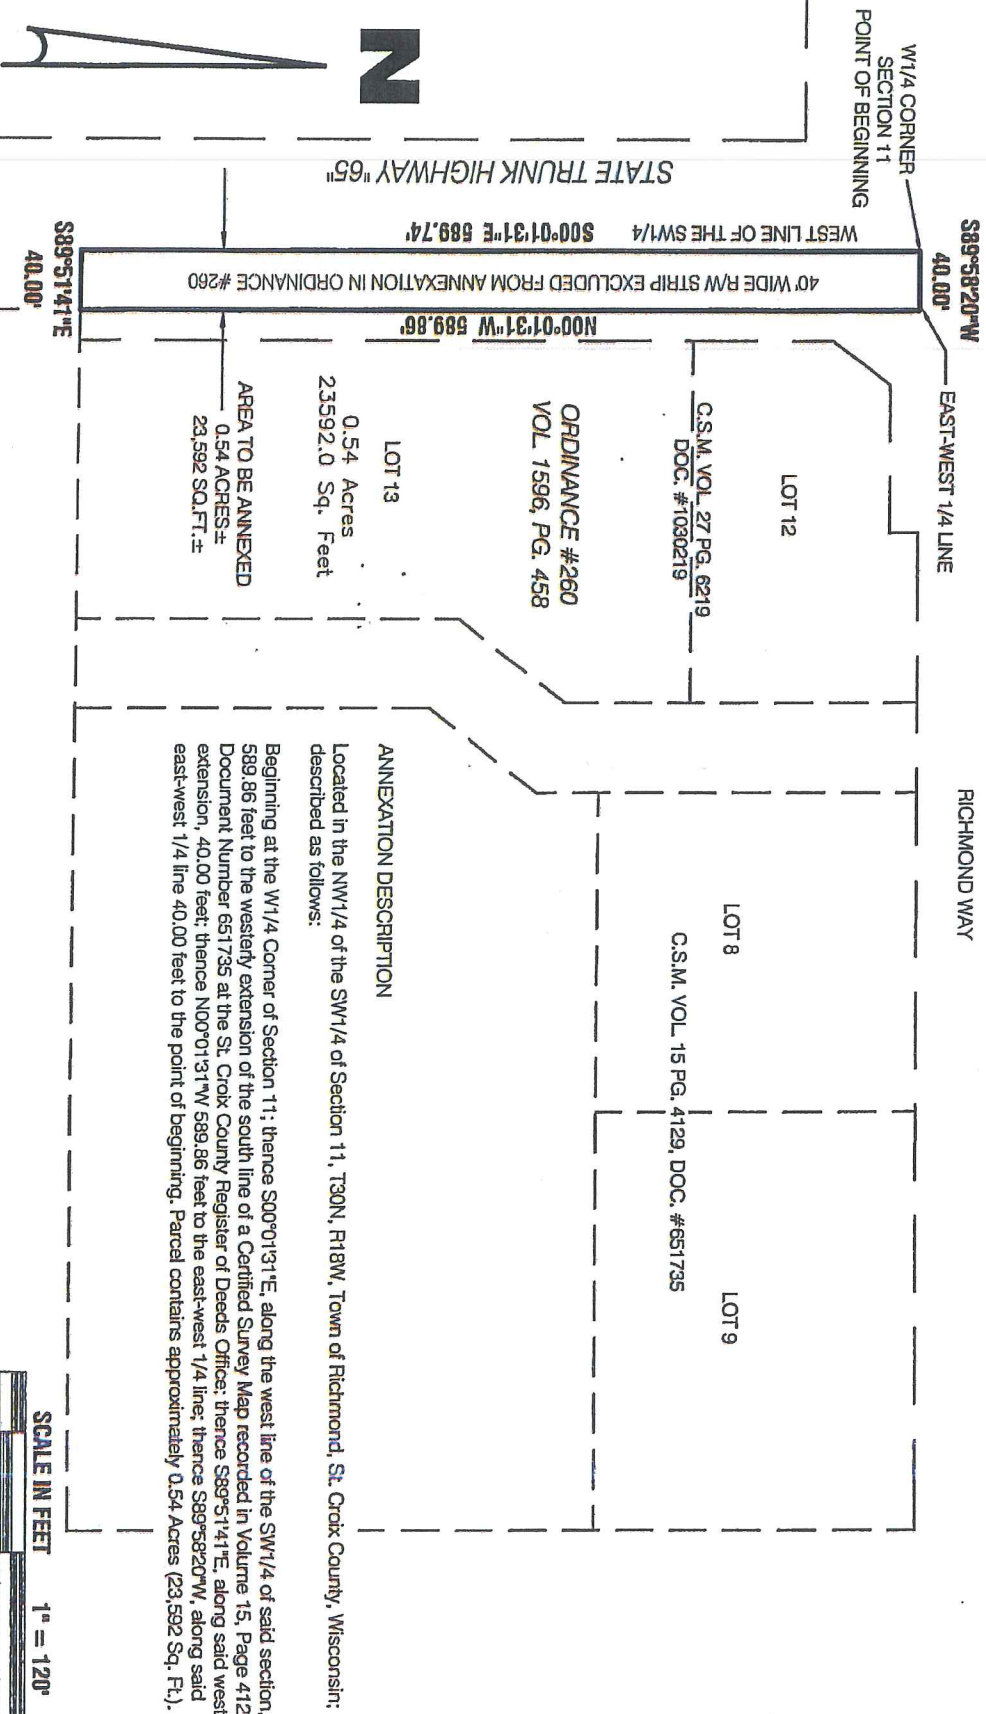 W1/4 CORNER
SECTION 11
POINT OF BEGINNING
S89°58'20"W
40.00'
EAST-WEST 1/4 LINE
RICHMOND WAY
N
STATE TRUNK HIGHWAY "65"
WEST LINE OF THE SW1/4 S00°01'31"E 589.74'
40' WIDE R/W STRIP EXCLUDED FROM ANNEXATION IN ORDINANCE #260
N00°01'31"W 589.86'
S89°51'41"E
40.00'
LOT 12
C.S.M. VOL. 27 PG. 6219
DOC. #1030219
ORDINANCE #260
VOL. 1596, PG. 458
LOT 13
0.54 Acres
23592.0 Sq. Feet
AREA TO BE ANNEXED
0.54 ACRES±
23,592 SQ.FT.±
LOT 8
C.S.M. VOL. 15 PG. 4129, DOC. #651735
LOT 9
ANNEXATION DESCRIPTION
Located in the NW1/4 of the SW1/4 of Section 11, T30N, R18W, Town of Richmond, St. Croix County, Wisconsin;
described as follows:
Beginning at the W1/4 Corner of Section 11; thence S00°01'31"E, along the west line of the SW1/4 of said section,
589.86 feet to the westerly extension of the south line of a Certified Survey Map recorded in Volume 15, Page 412
Document Number 651735 at the St. Croix County Register of Deeds Office; thence S89°51'41"E, along said west
extension, 40.00 feet; thence N00°01'31"W 589.86 feet to the east-west 1/4 line; thence S89°58'20"W, along said
east-west 1/4 line 40.00 feet to the point of beginning. Parcel contains approximately 0.54 Acres (23,592 Sq. Ft.).
SCALE IN FEET 1" = 120'